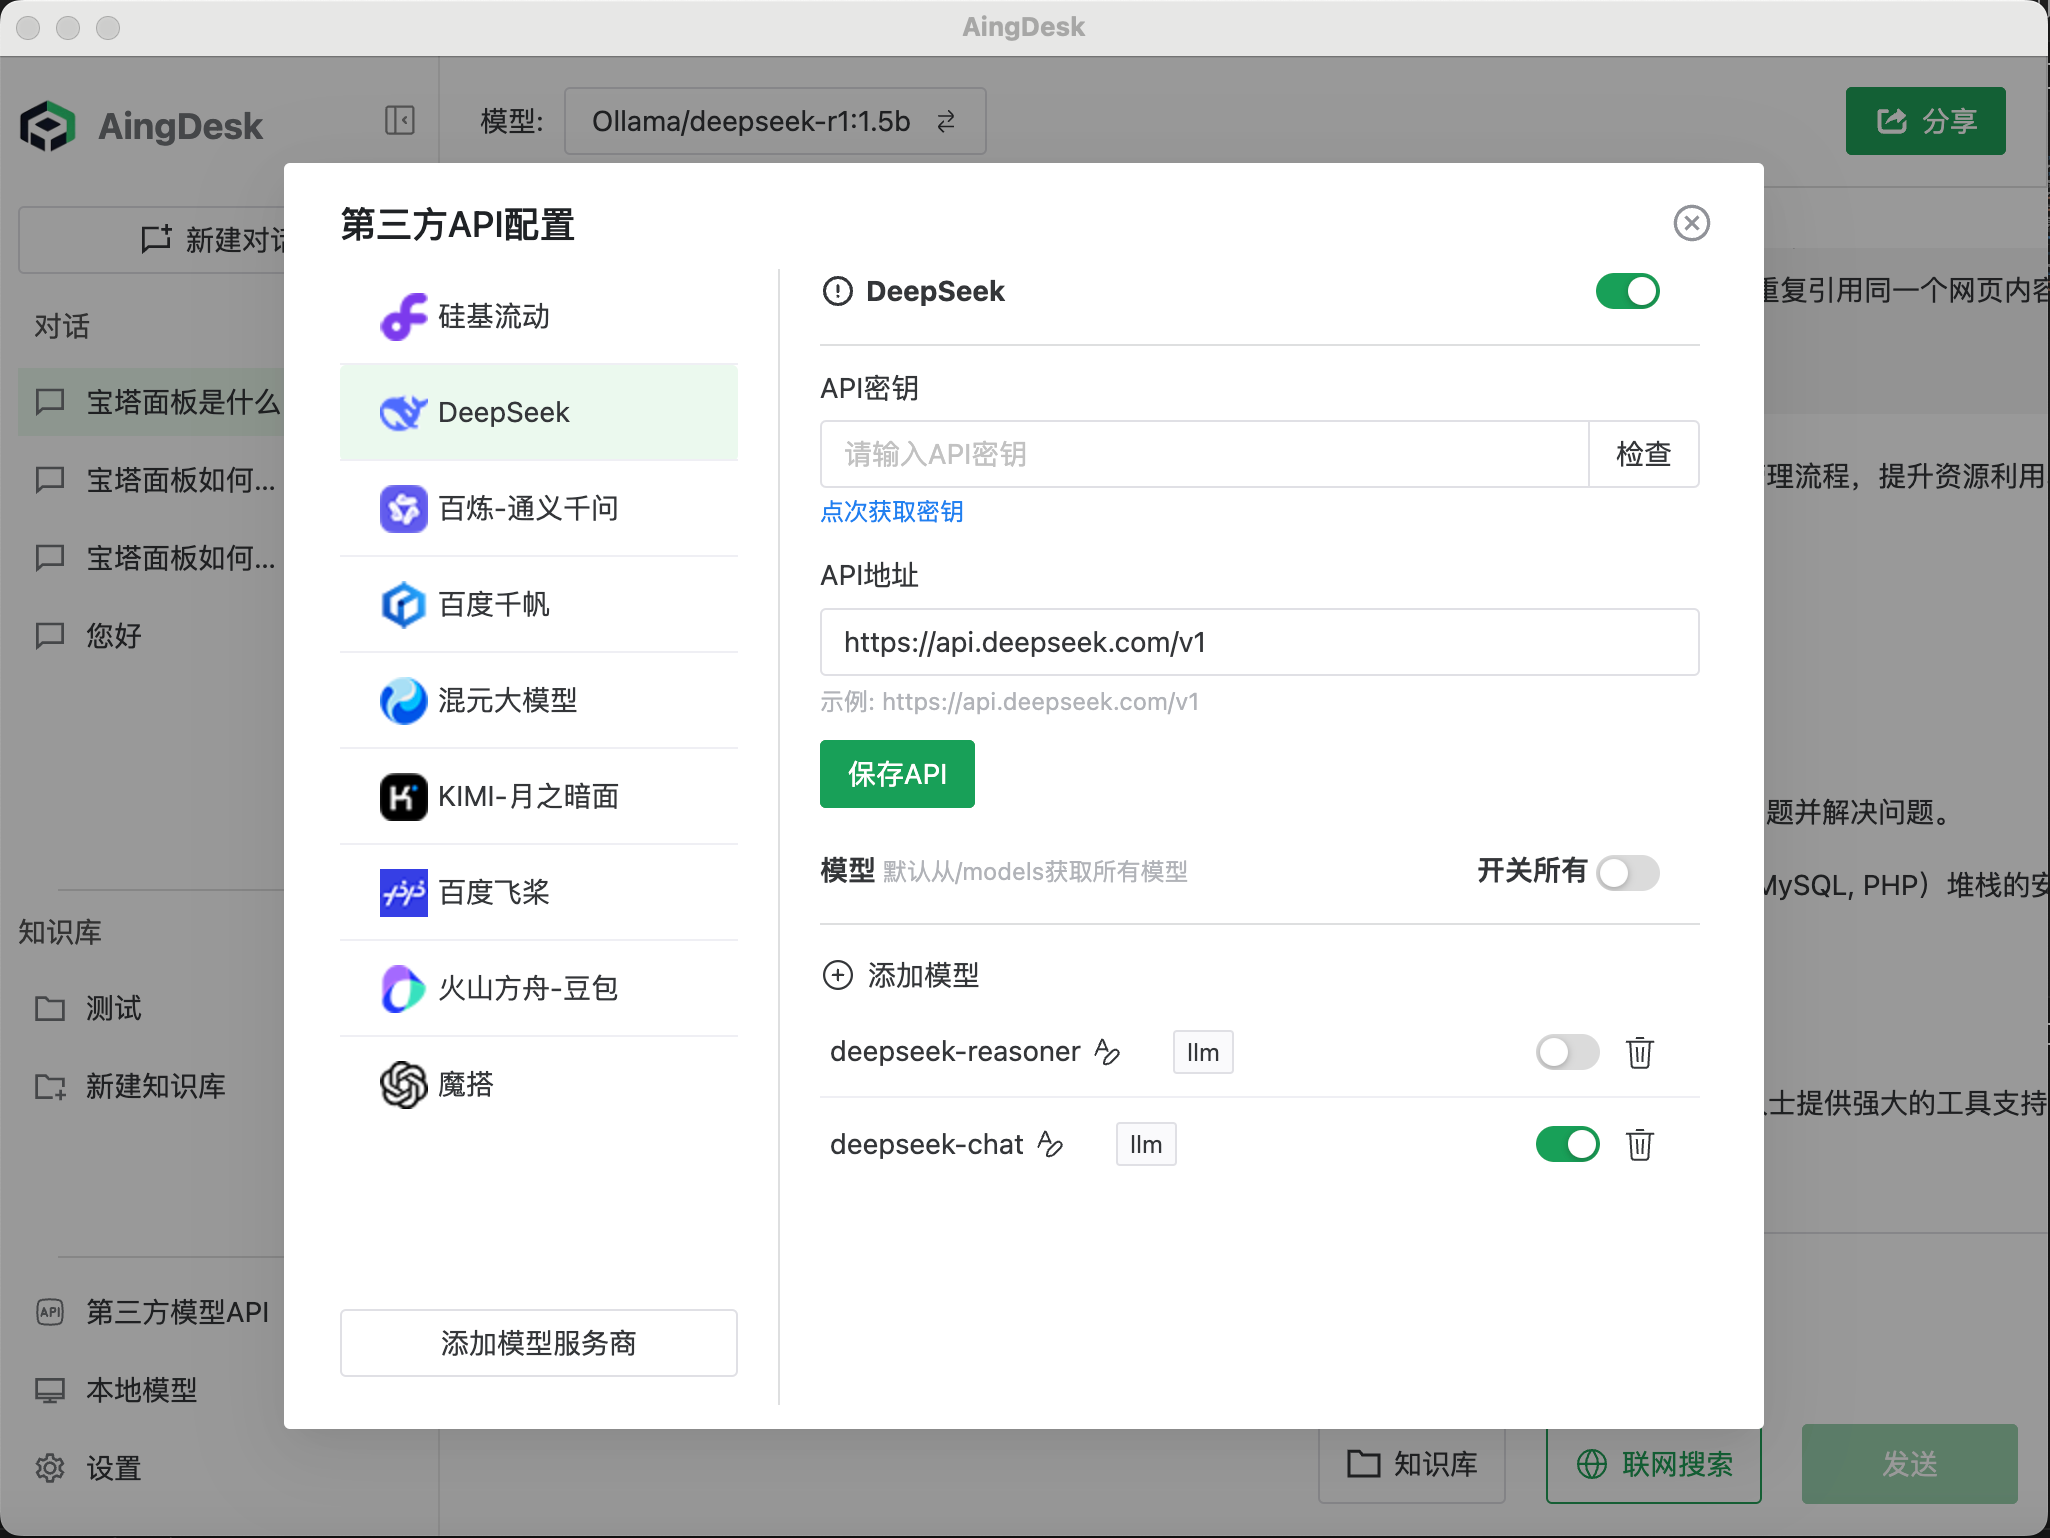 AingDesk
AingDesk
模型:
Ollama/deepseek-r1:1.5b
分享
新建对话
对话
宝塔面板是什么
宝塔面板如何...
宝塔面板如何...
您好
知识库
测试
新建知识库
API 第三方模型API
本地模型
设置
第三方API配置
硅基流动
DeepSeek
百炼-通义千问
百度千帆
混元大模型
KIMI-月之暗面
百度飞桨
火山方舟-豆包
魔塔
添加模型服务商
DeepSeek
API密钥
请输入API密钥
检查
点次获取密钥
API地址
https://api.deepseek.com/v1
示例: https://api.deepseek.com/v1
保存API
模型 默认从/models获取所有模型
开关所有
添加模型
deepseek-reasoner llm
deepseek-chat llm
重复引用同一个网页内容
理流程，提升资源利用
题并解决问题。
MySQL, PHP）堆栈的安
士提供强大的工具支持
知识库
联网搜索
发送